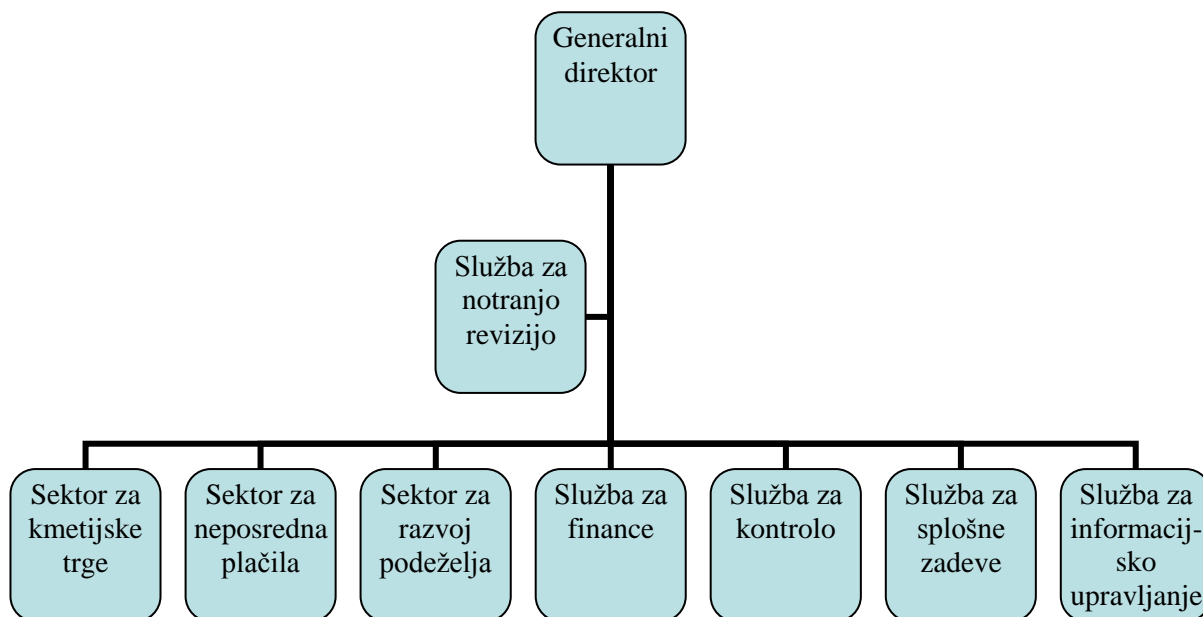 Generalni
direktor
Služba za
notranjo
revizijo
Sektor za
kmetijske
trge
Sektor za
neposredna
plačila
Sektor za
razvoj
podeželja
Služba za
finance
Služba za
kontrolo
Služba za
splošne
zadeve
Služba za
informacij-
sko
upravljanje